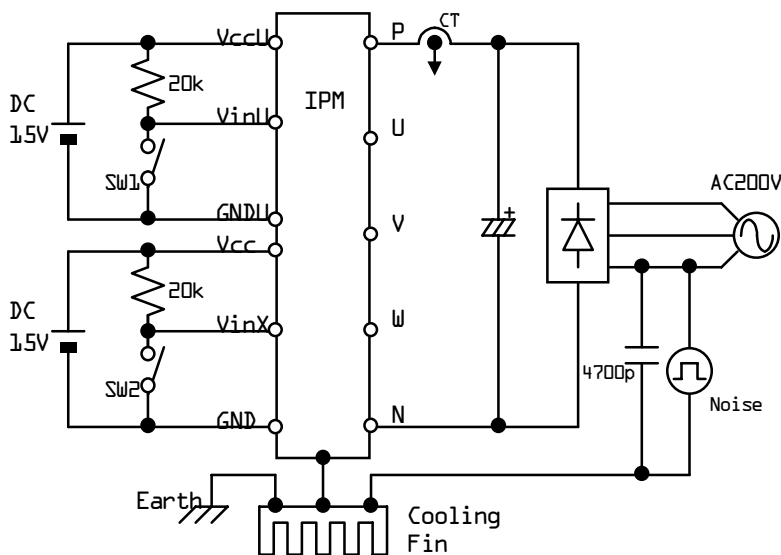 VccU
P
CT
20k
IPM
DC
15V
VinU
U
SW1
AC200V
GNDU
+
V
Vcc
20k
DC
15V
VinX
W
SW2
4700p
Noise
GND
N
Earth
Cooling
Fin